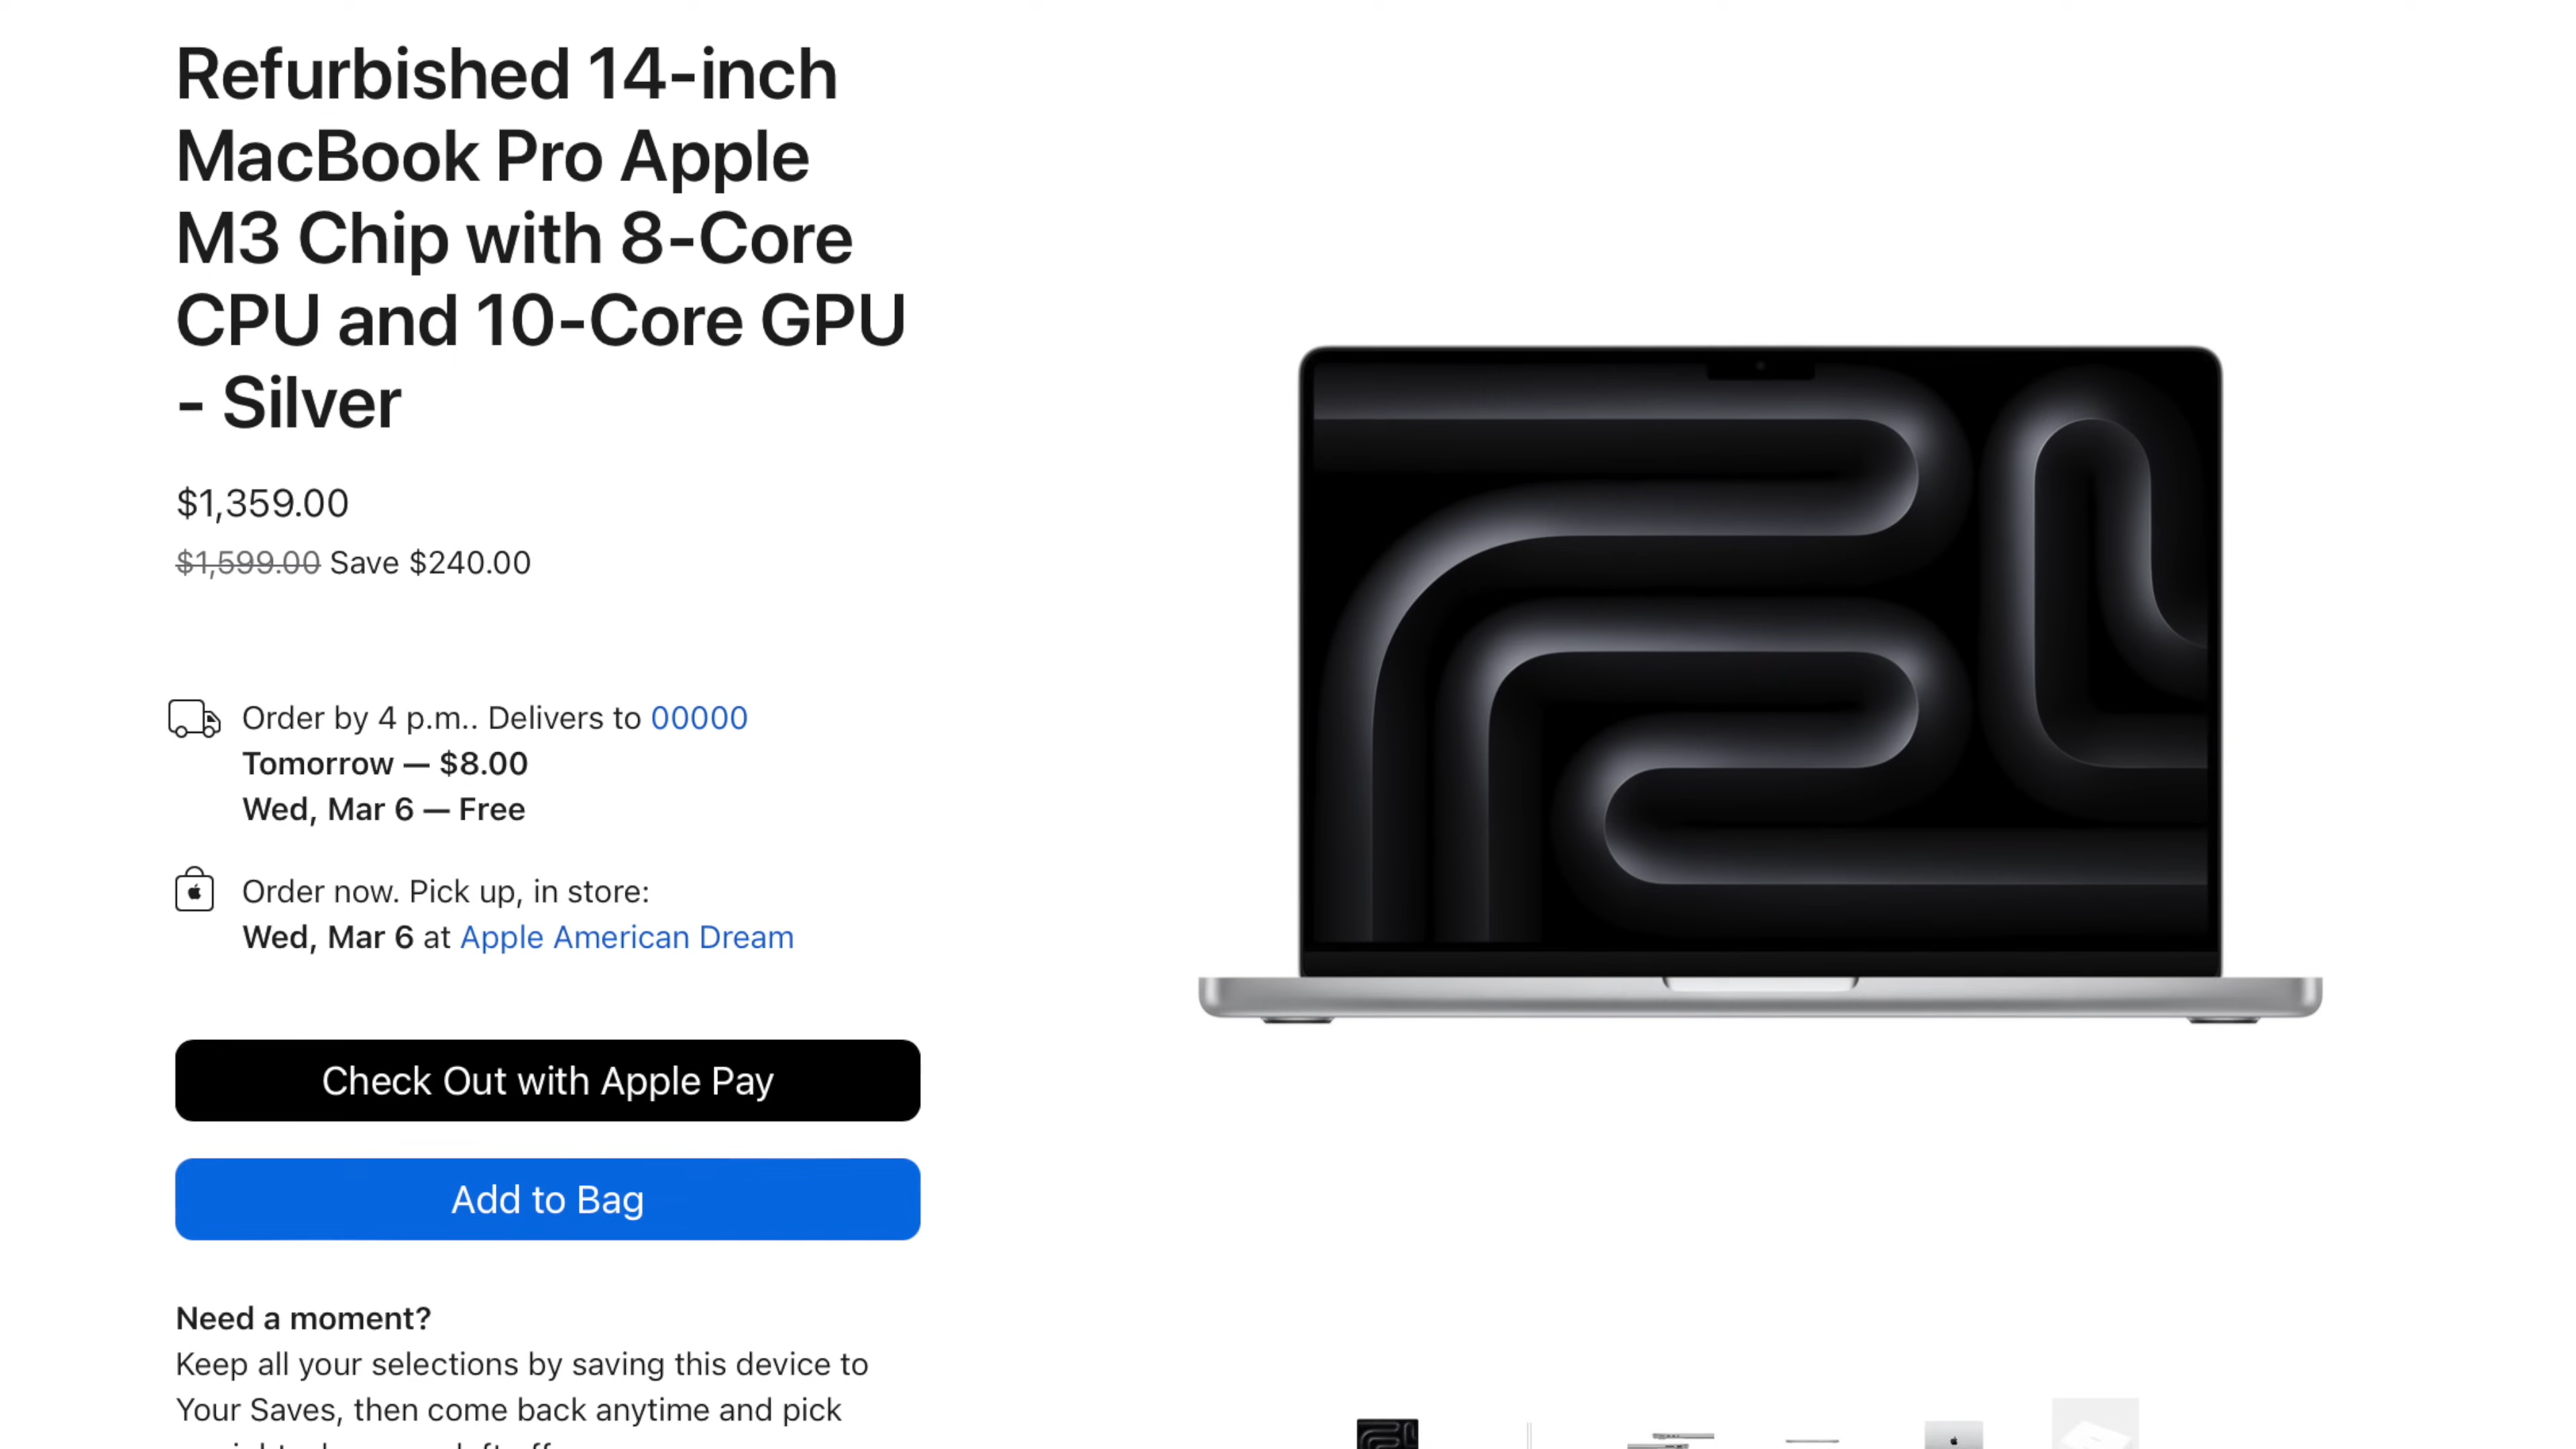 Refurbished 14-inch
MacBook Pro Apple
M3 Chip with 8-Core
CPU and 10-Core GPU
- Silver
$1,359.00
$1,599.00 Save $240.00
Order by 4 p.m.. Delivers to 00000
Tomorrow — $8.00
Wed, Mar 6 — Free
Order now. Pick up, in store:
Wed, Mar 6 at Apple American Dream
Check Out with Apple Pay
Add to Bag
Need a moment?
Keep all your selections by saving this device to
Your Saves, then come back anytime and pick